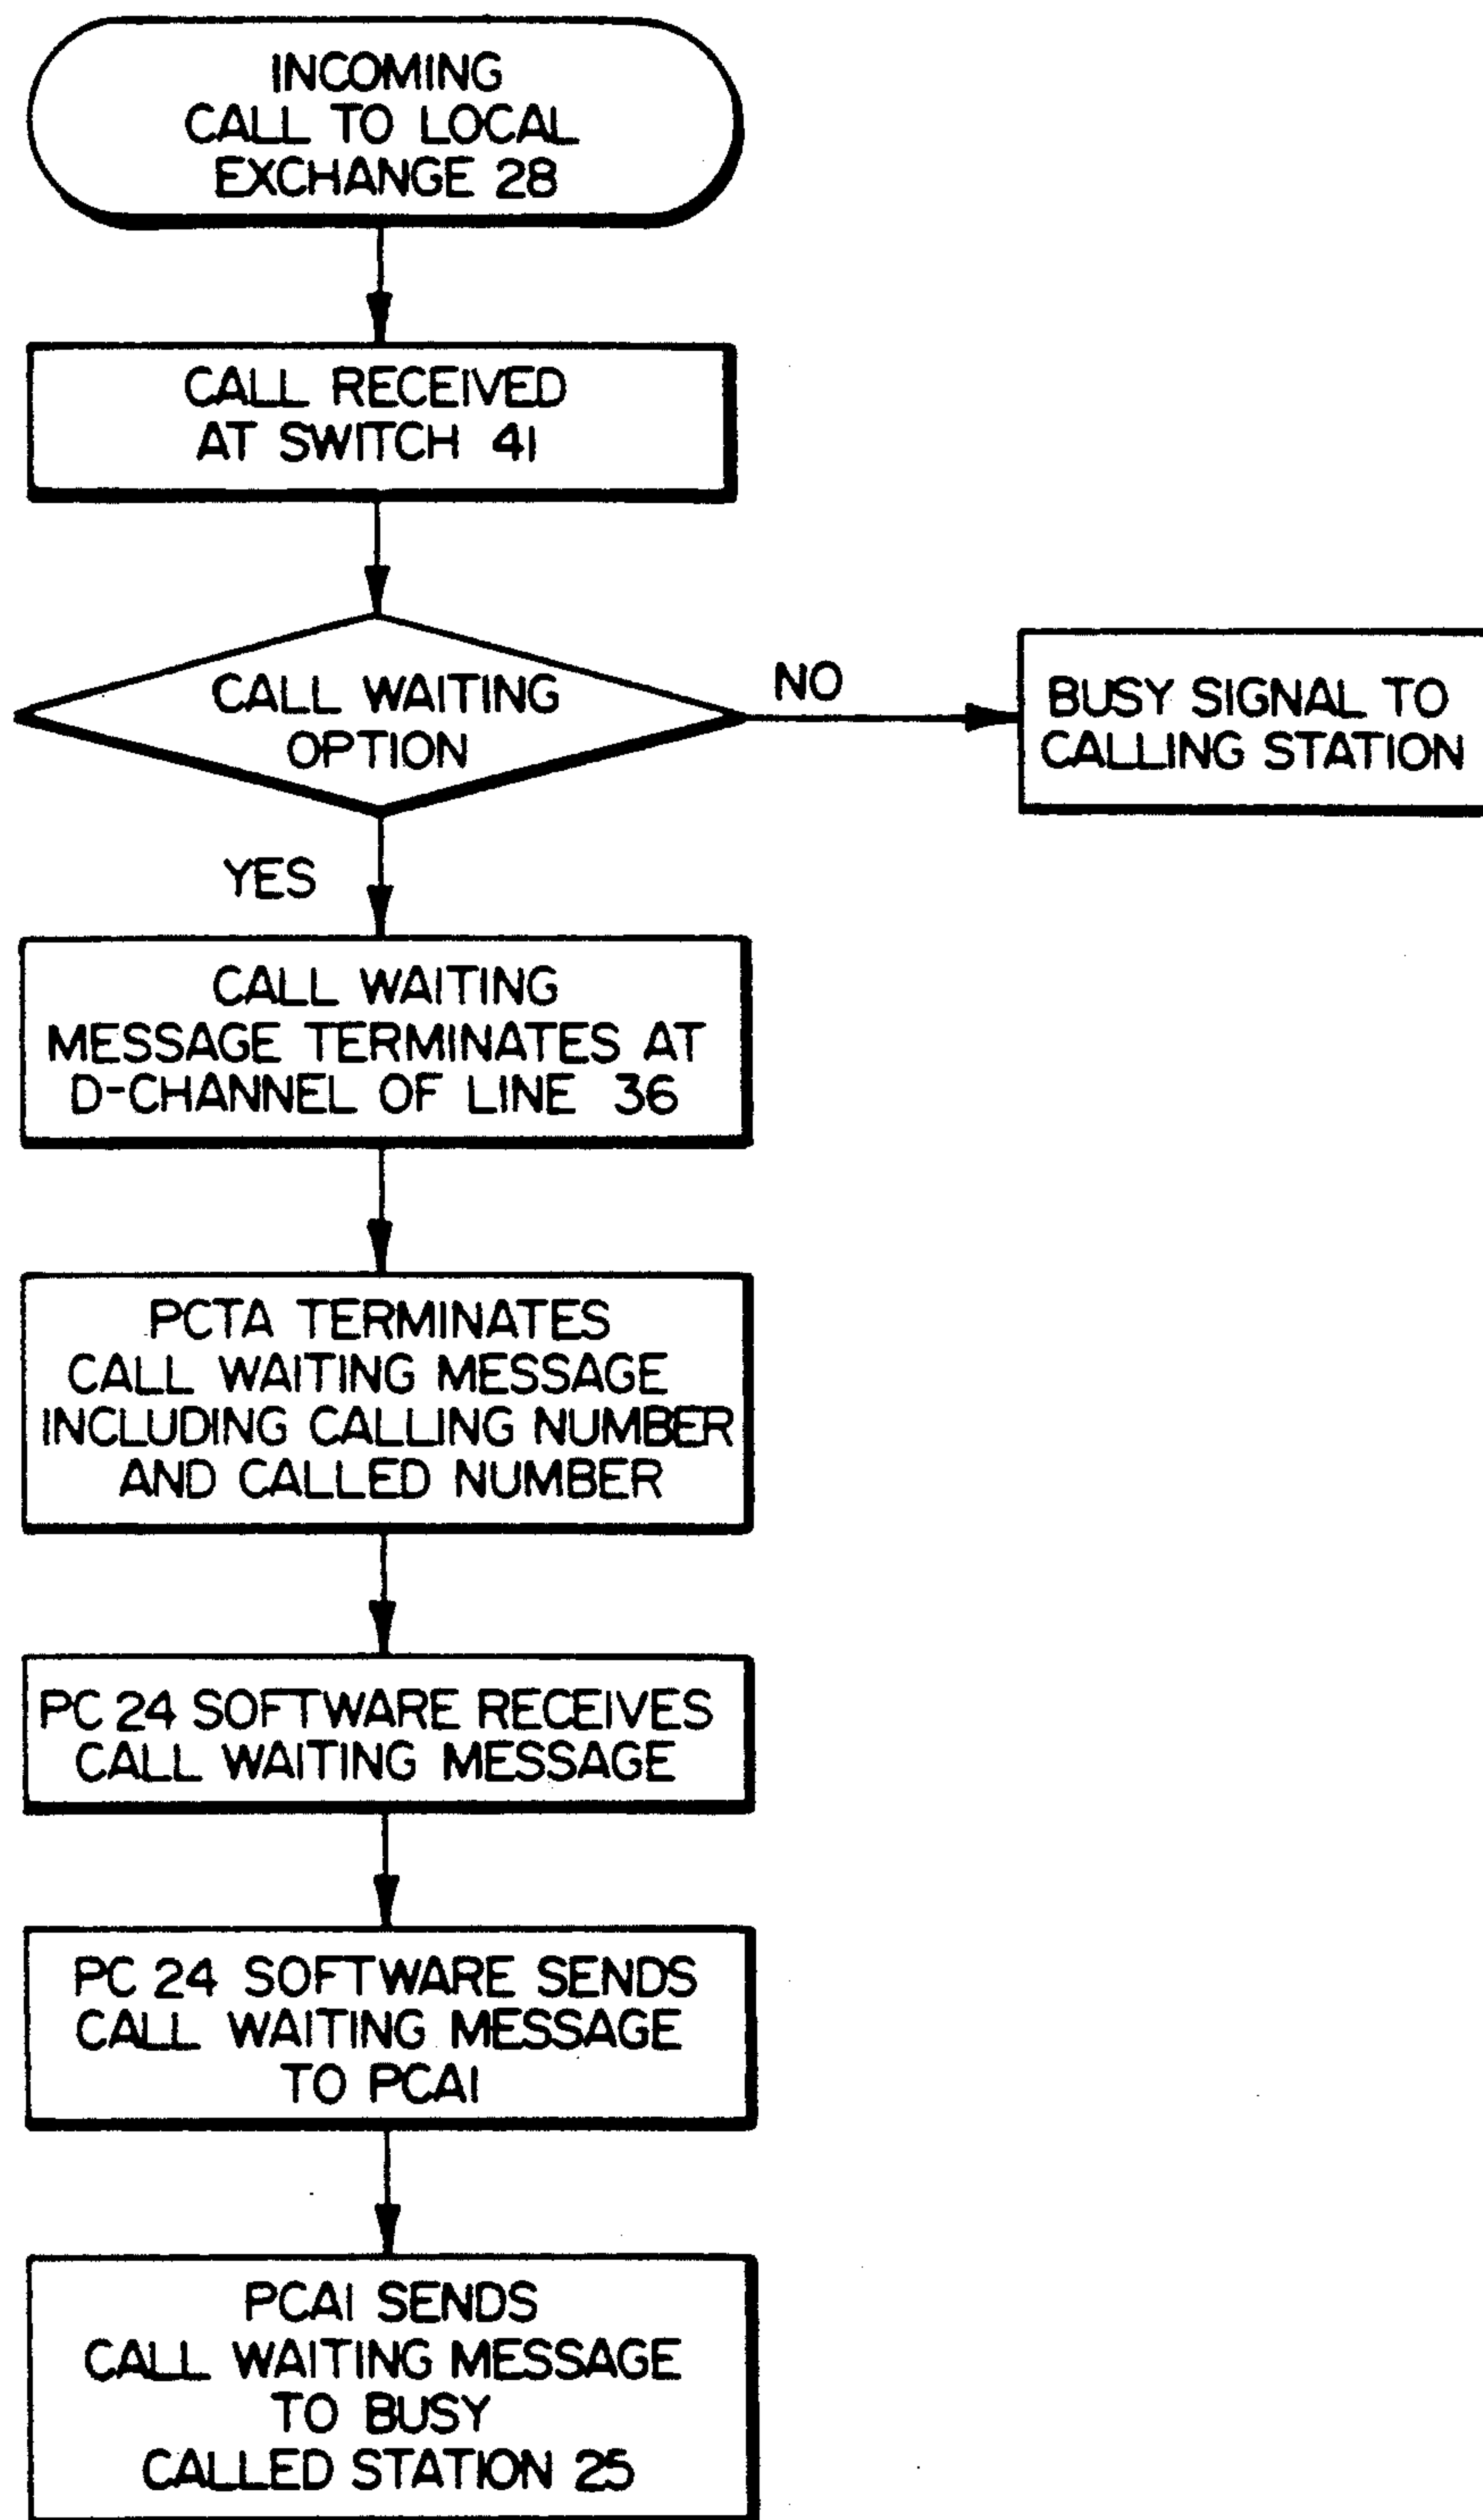 INCOMING
CALL TO LOCAL
EXCHANGE 28
CALL RECEIVED
AT SWITCH 41
CALL WAITING
OPTION
NO
BUSY SIGNAL TO
CALLING STATION
YES
CALL WAITING
MESSAGE TERMINATES AT
D-CHANNEL OF LINE 36
PCTA TERMINATES
CALL WAITING MESSAGE
INCLUDING CALLING NUMBER
AND CALLED NUMBER
PC 24 SOFTWARE RECEIVES
CALL WAITING MESSAGE
PC 24 SOFTWARE SENDS
CALL WAITING MESSAGE
TO PCAI
PCAI SENDS
CALL WAITING MESSAGE
TO BUSY
CALLED STATION 25